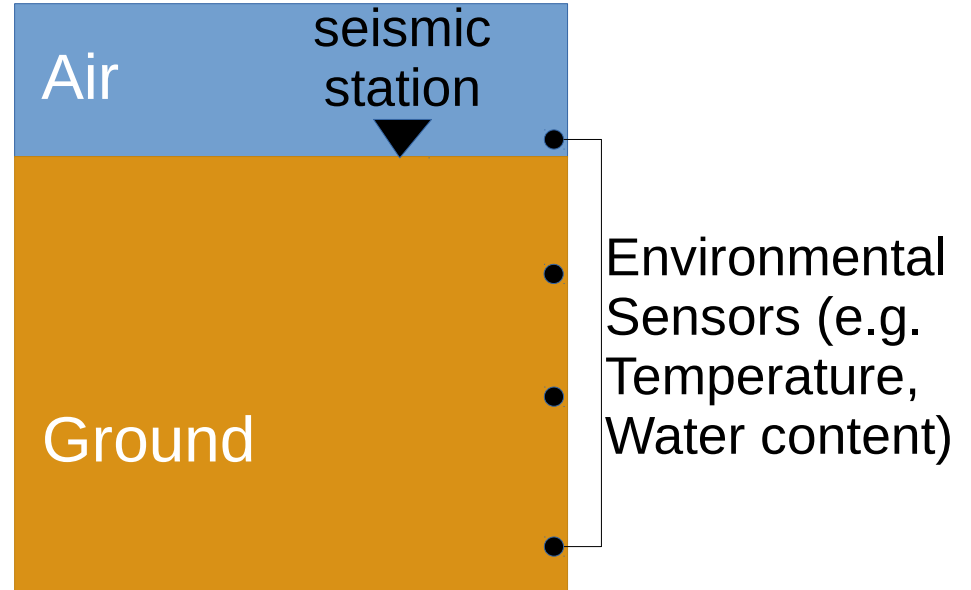 seismic
station
Air
Environmental
Sensors (e.g.
Temperature,
Water content)
Ground